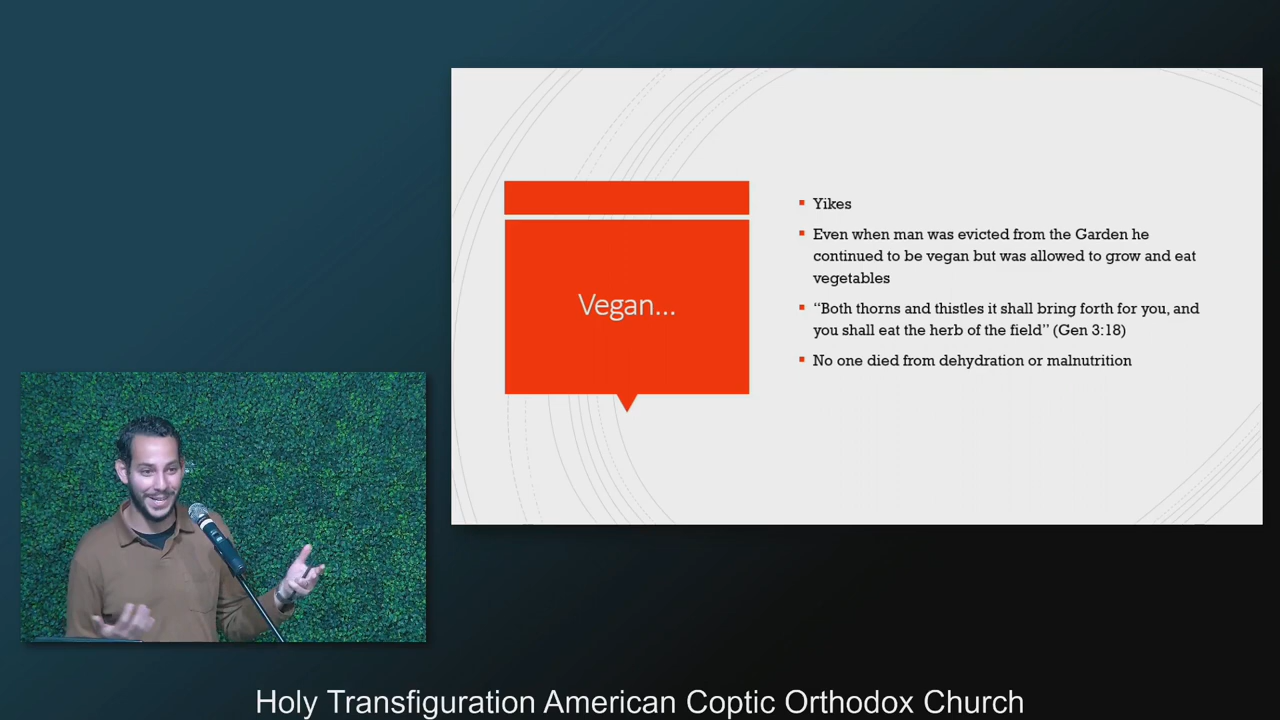 Vegan...
Yikes
Even when man was evicted from the Garden he
continued to be vegan but was allowed to grow and eat
vegetables
“Both thorns and thistles it shall bring forth for you, and
you shall eat the herb of the field” (Gen 3:18)
No one died from dehydration or malnutrition
Holy Transfiguration American Coptic Orthodox Church